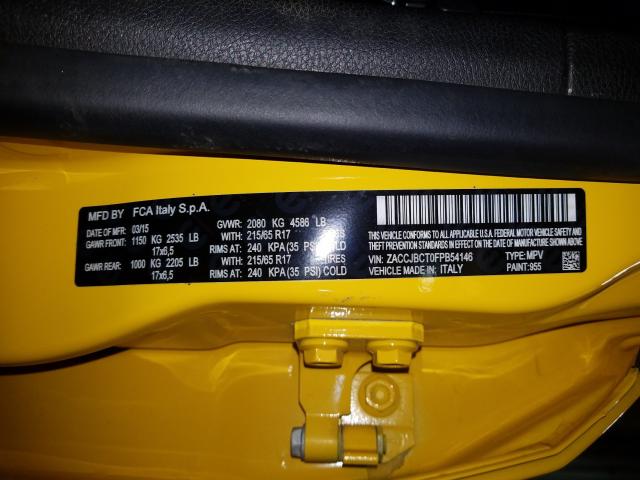 MFD BY FCA Italy S.p.A.
DATE OF MFR: 03/15 GVWR: 2080 KG 4586 LB
GAWR FRONT: 1150 KG 2535 LB WITH: 215/65 R17
17x6,5 RIMS AT: 240 KPA(35 PSI) COLD
GAWR REAR: 1000 KG 2205 LB WITH: 215/65 R17 TIRES
17x6,5 RIMS AT: 240 KPA(35 PSI) COLD
THIS VEHICLE CONFORMS TO ALL APPLICABLE U.S.A. FEDERAL MOTOR
VEHICLE SAFETY, BUMPER, AND THEFT PREVENTION STANDARDS IN
EFFECT ON THE DATE OF MANUFACTURE SHOWN ABOVE.
VIN: ZACCJBCT0FPB54146 TYPE: MPV
VEHICLE MADE IN: ITALY PAINT: 955